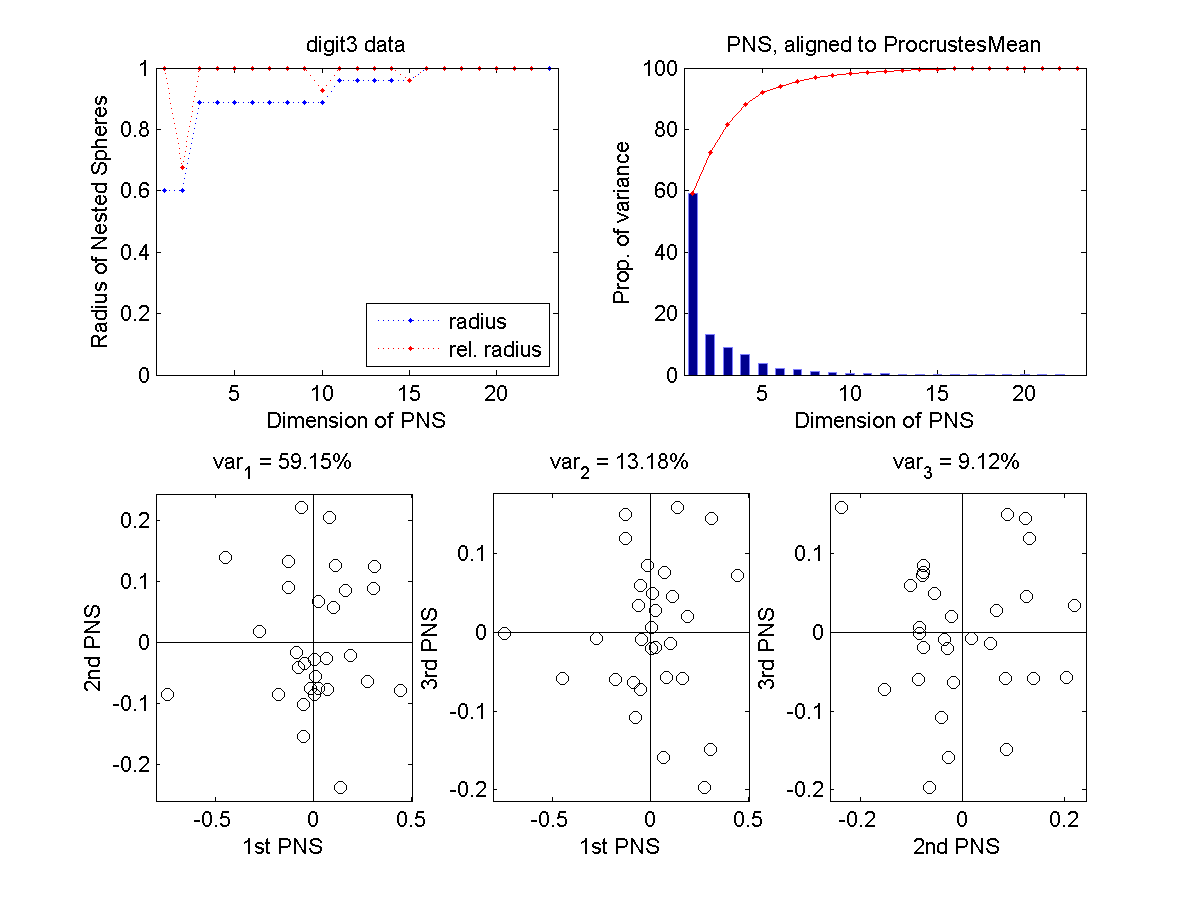 digit3 data
1
0.8
0.6
0.4
0.2
0
Radius of Nested Spheres
radius
rel. radius
5 10 15 20
Dimension of PNS
PNS, aligned to ProcrustesMean
100
80
60
40
20
0
Prop. of variance
5 10 15 20
Dimension of PNS
var1 = 59.15%
0.2
0.1
0
-0.1
-0.2
2nd PNS
-0.5 0 0.5
1st PNS
var2 = 13.18%
0.1
0
-0.1
-0.2
3rd PNS
-0.5 0 0.5
1st PNS
var3 = 9.12%
0.1
0
-0.1
-0.2
3rd PNS
-0.2 0 0.2
2nd PNS